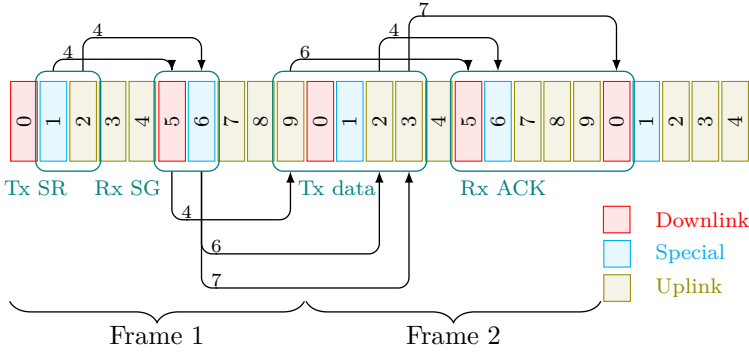 7
4 4
4 6
0 1 2 3 4 5 6 7 8 9 0 1 2 3 4 5 6 7 8 9 0 1 2 3 4
Tx SR Rx SG Tx data Rx ACK
4
6
7
Downlink
Special
Uplink
Frame 1 Frame 2